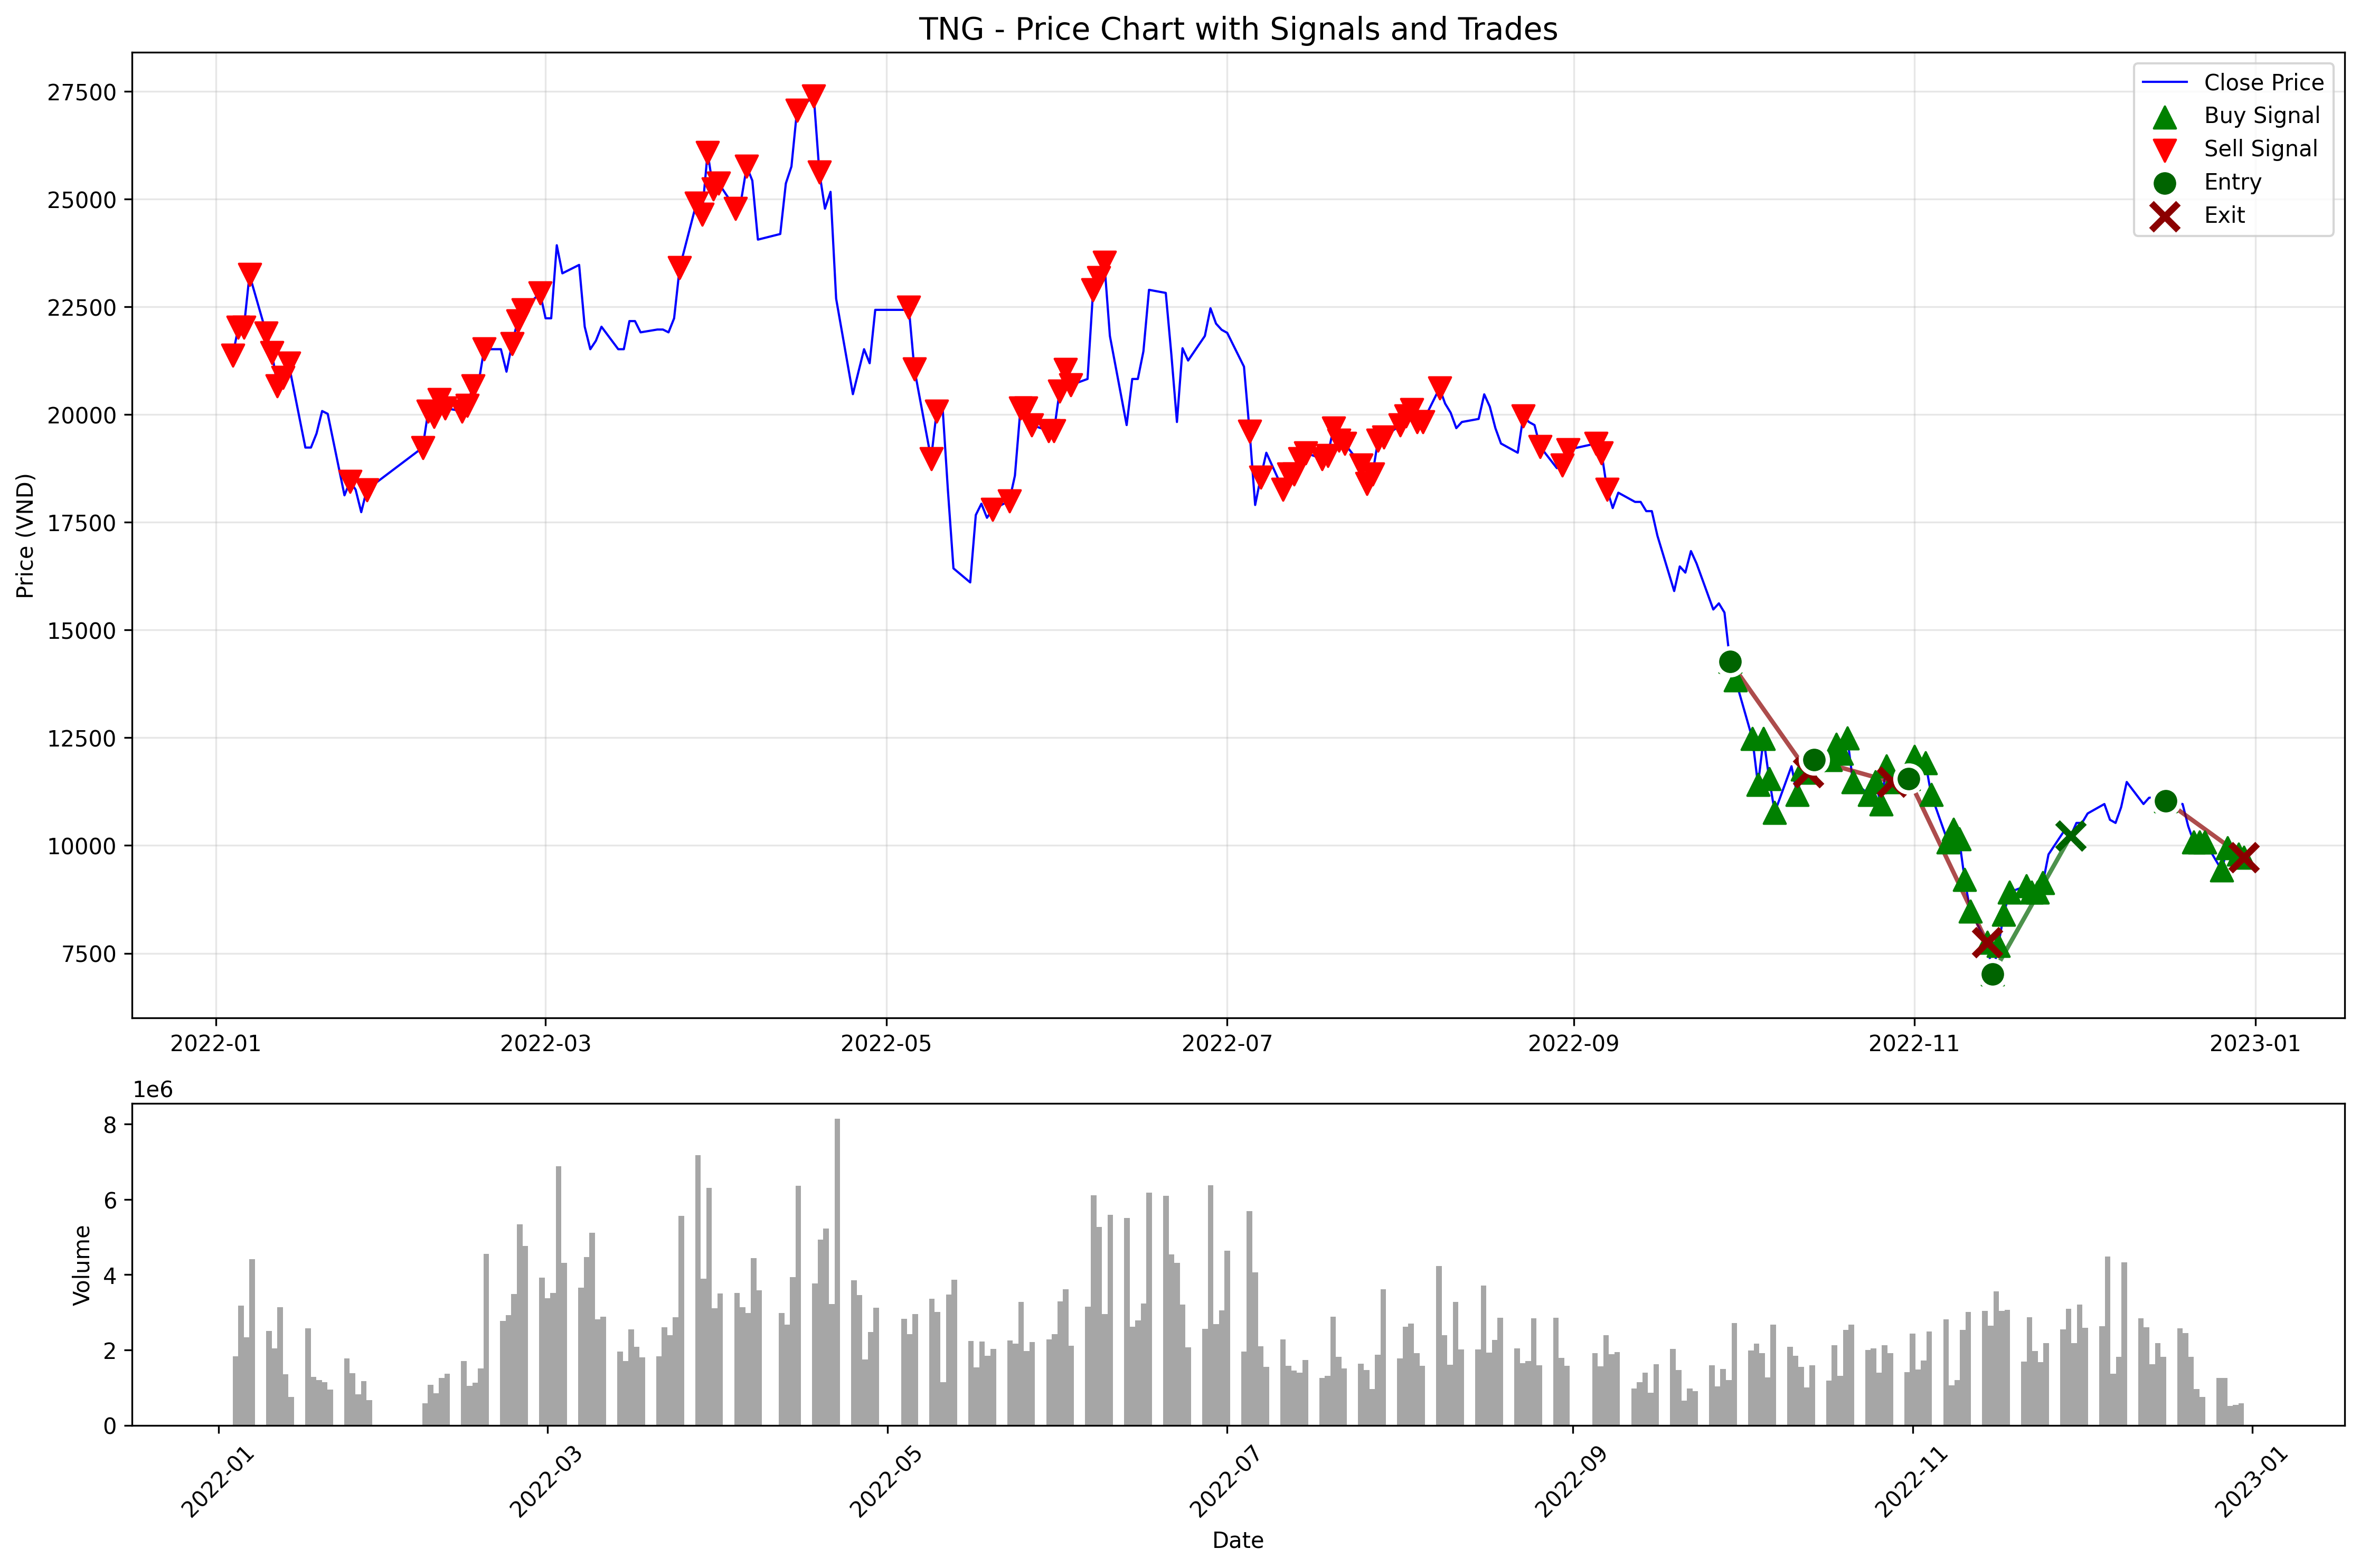 TNG - Price Chart with Signals and Trades
Price (VND)
27500
25000
22500
20000
17500
15000
12500
10000
7500
Close Price
Buy Signal
Sell Signal
Entry
Exit
2022-01
2022-03
2022-05
2022-07
2022-09
2022-11
2023-01
1e6
Volume
8
6
4
2
0
2022-01
2022-03
2022-05
2022-07
2022-09
2022-11
2023-01
Date